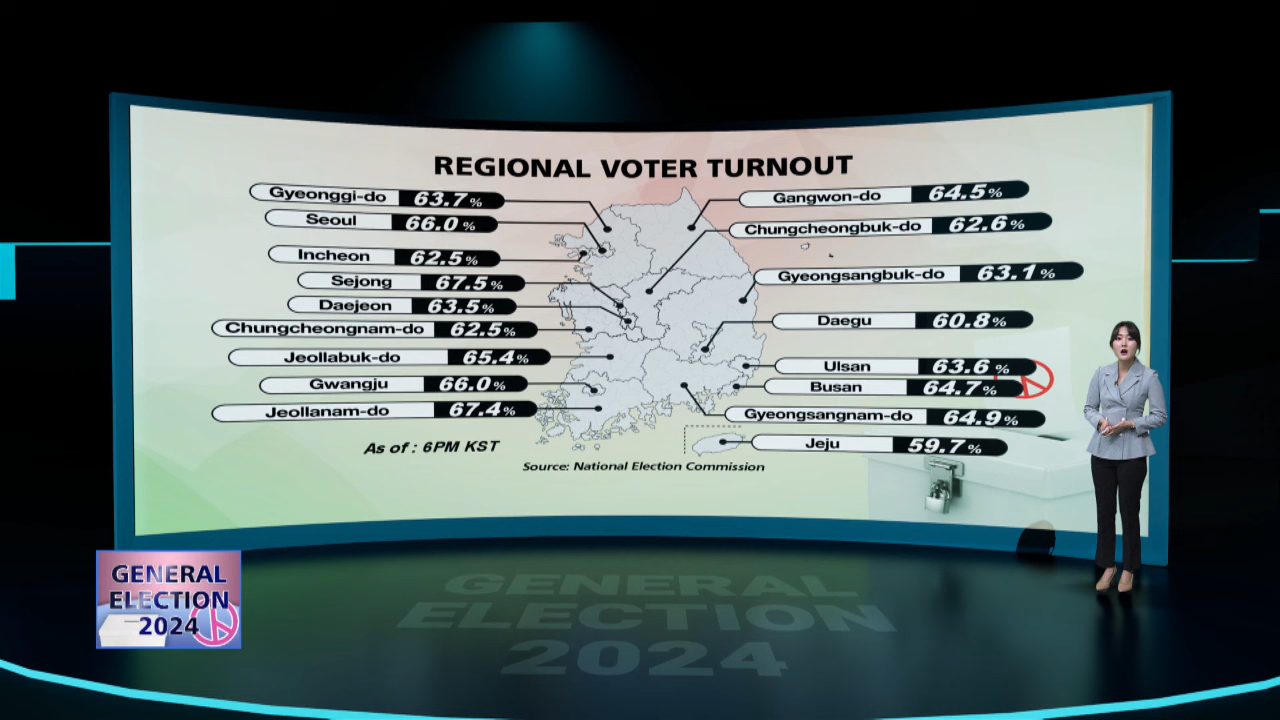 REGIONAL VOTER TURNOUT
Gyeonggi-do 63.7%
Seoul 66.0%
Incheon 62.5%
Sejong 67.5%
Daejeon 63.5%
Chungcheongnam-do 62.5%
Jeollabuk-do 65.4%
Gwangju 66.0%
Jeollanam-do 67.4%
Gangwon-do 64.5%
Chungcheongbuk-do 62.6%
Gyeongsangbuk-do 63.1%
Daegu 60.8%
Ulsan 63.6%
Busan 64.7%
Gyeongsangnam-do 64.9%
Jeju 59.7%
As of : 6PM KST
Source: National Election Commission
GENERAL
ELECTION
2024
GENERAL
ELECTION
2024